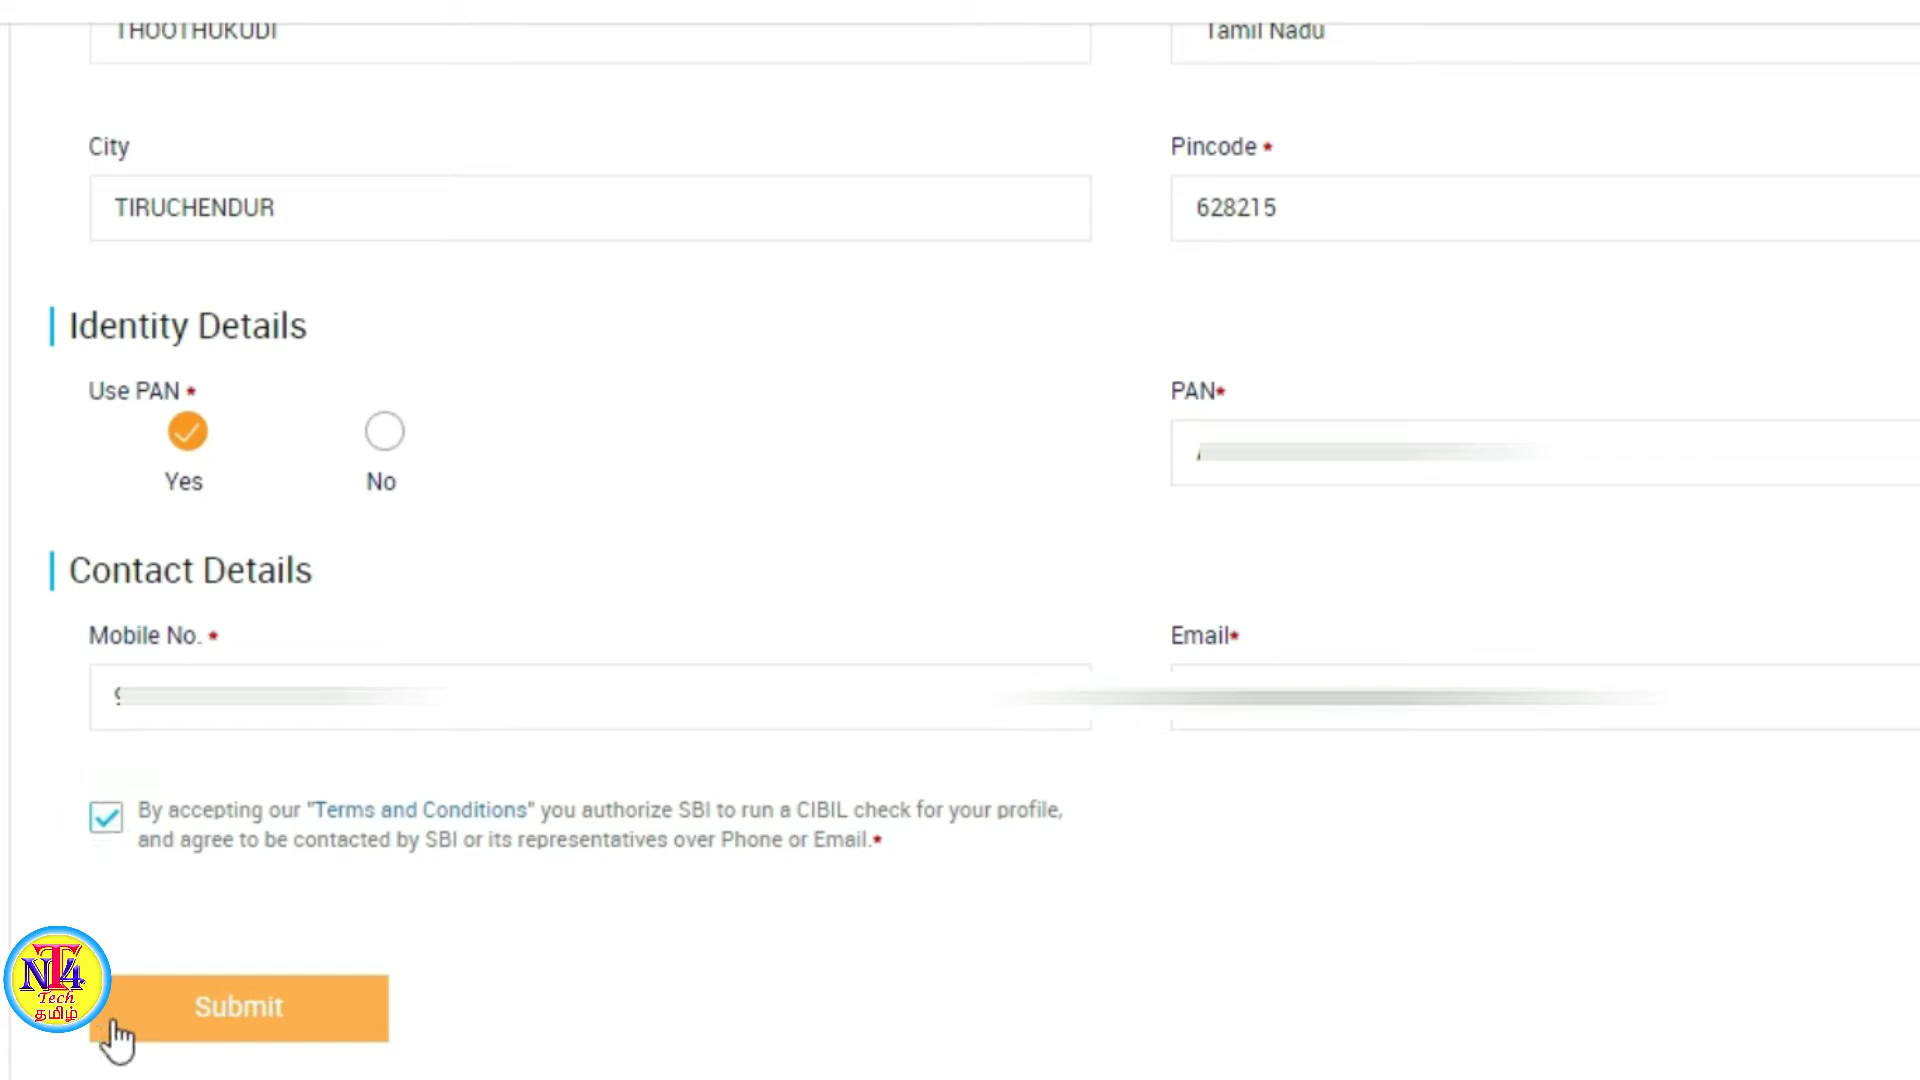 THOOTHUKUDI
Tamil Nadu
City
Pincode *
TIRUCHENDUR
628215
Identity Details
Use PAN *
PAN*
Yes
No
Contact Details
Mobile No. *
Email*
9
By accepting our "Terms and Conditions" you authorize SBI to run a CIBIL check for your profile,
and agree to be contacted by SBI or its representatives over Phone or Email.*
NT4
Tech
தமிழ்
Submit